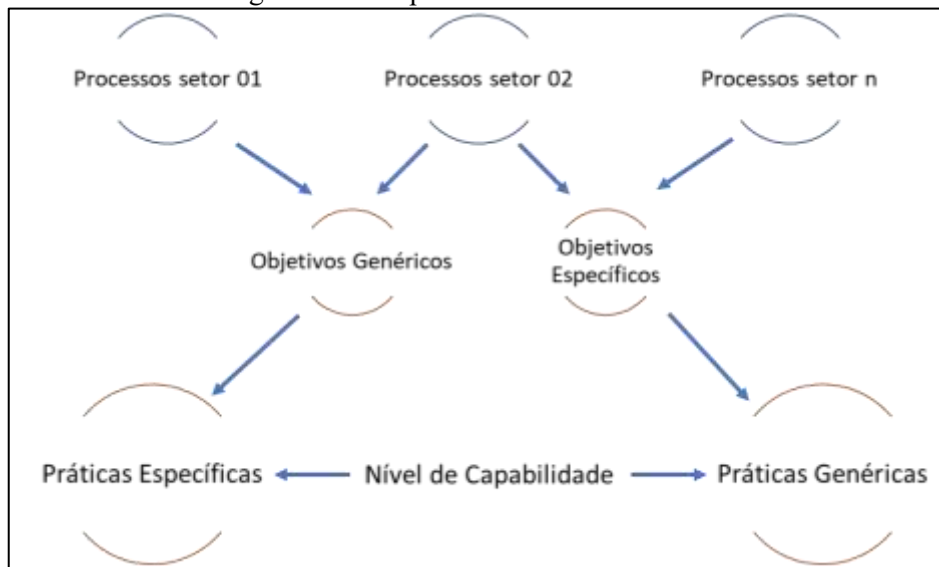 Processos setor 01
Processos setor 02
Processos setor n
Objetivos Genéricos
Objetivos
Específicos
Práticas Específicas
Nível de Capabilidade
Práticas Genéricas